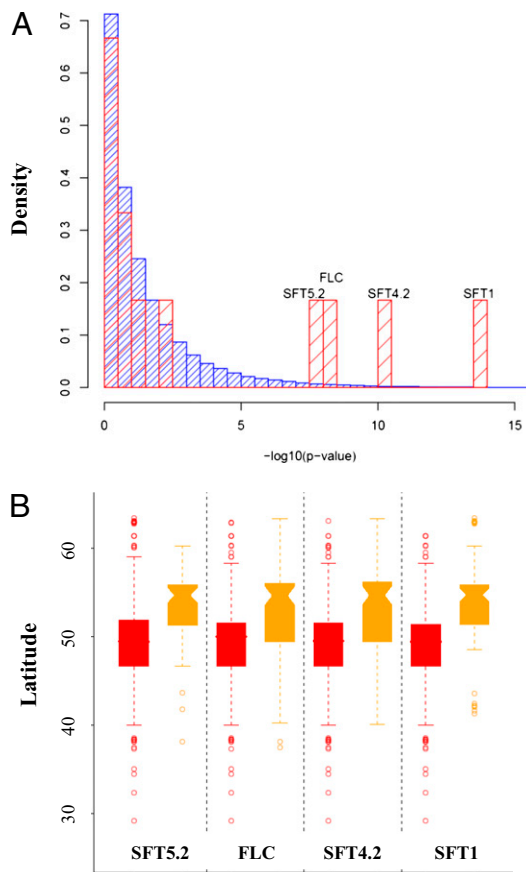 A
Density
0.7
0.6
0.5
0.4
0.3
0.2
0.1
0.0
FLC
SFT5.2 SFT4.2 SFT1
0 5 10 15
−log10(p-value)
B
Latitude
60
50
40
30
SFT5.2 FLC SFT4.2 SFT1